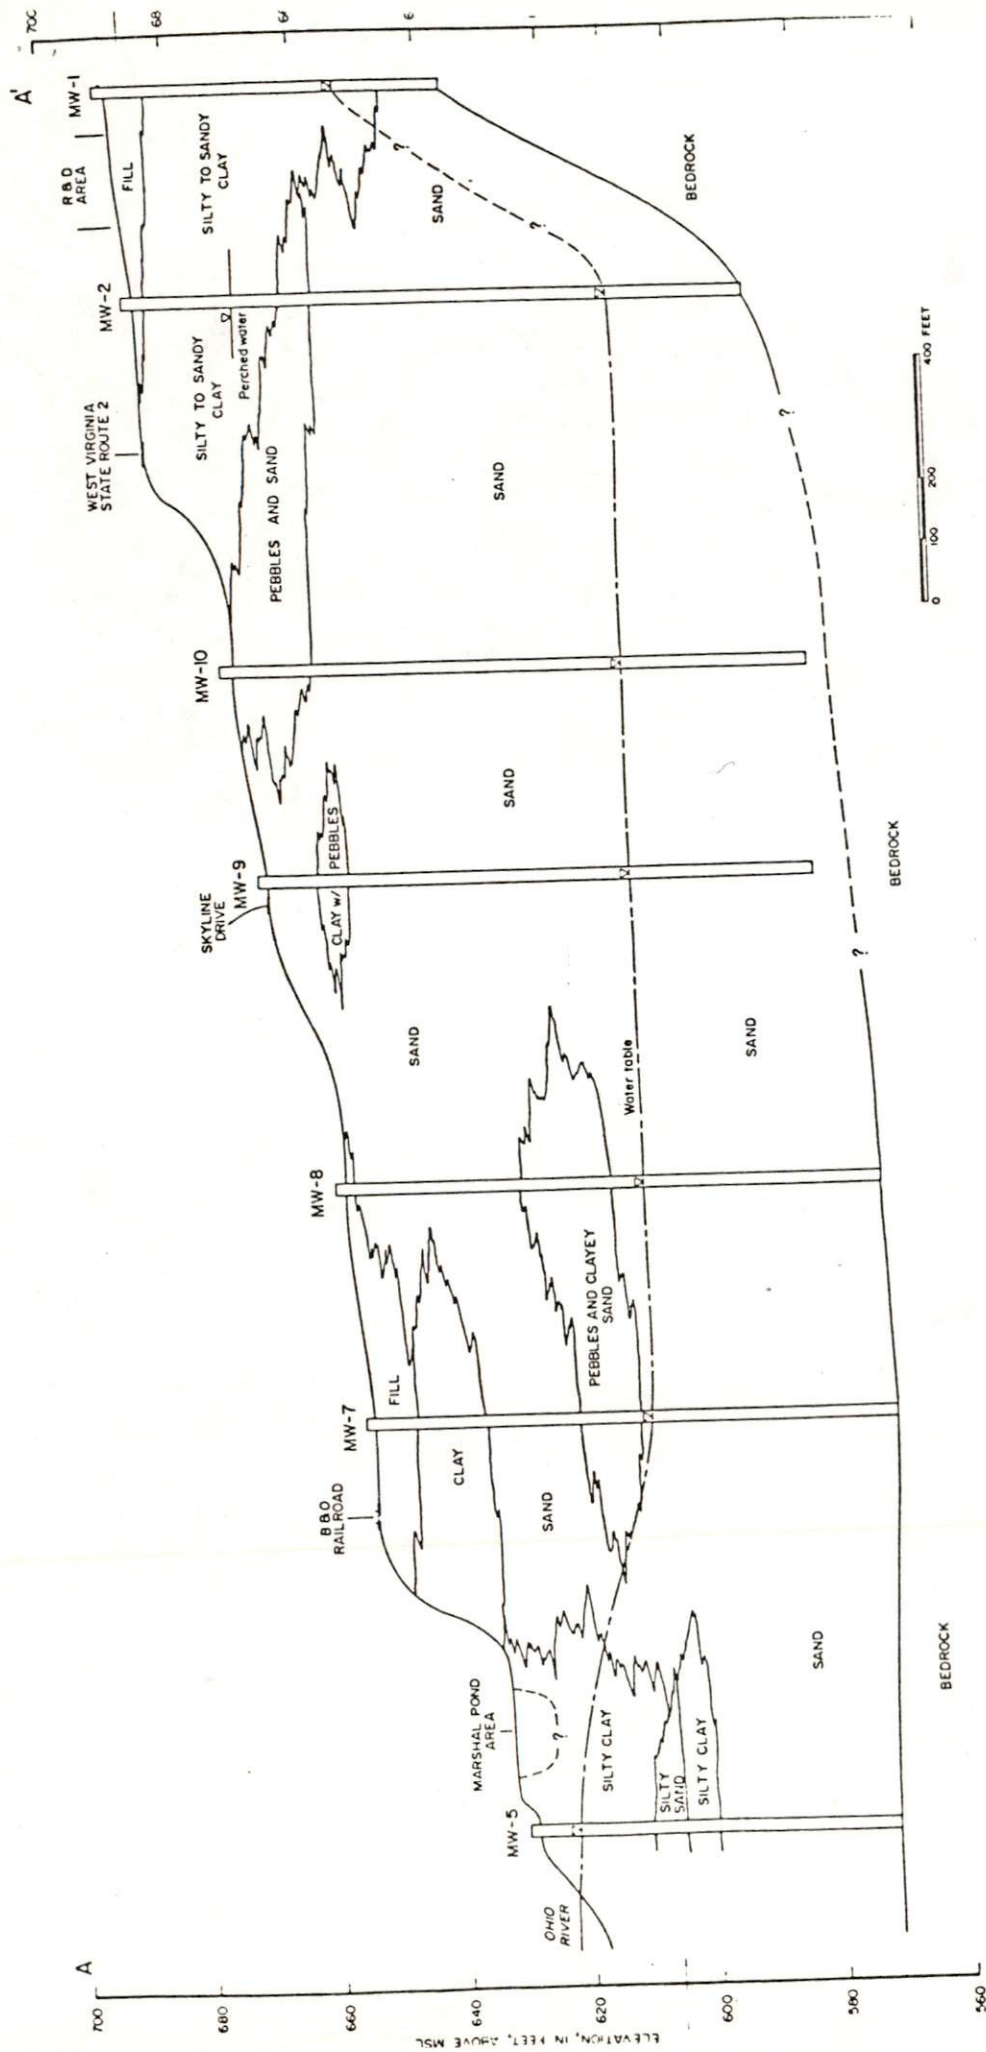 A
A'
700
680
660
640
620
600
580
560
ELEVATION, IN FEET, ABOVE MSL
OHIO
RIVER
MW-5
MARSHAL POND
AREA
B&O
RAILROAD
MW-7
MW-8
SKYLINE
DRIVE
MW-9
MW-10
WEST VIRGINIA
STATE ROUTE 2
MW-2
R&D
AREA
MW-1
700
68
6
FILL
SILTY TO SANDY
CLAY
SILTY TO SANDY
CLAY
Perched water
PEBBLES AND SAND
SAND
?
?
BEDROCK
SAND
?
SAND
CLAY W/
PEBBLES
SAND
Water table
SAND
?
BEDROCK
FILL
CLAY
SAND
PEBBLES AND CLAYEY
SAND
?
SILTY CLAY
SILTY
SAND
SILTY CLAY
SAND
BEDROCK
0
100
200
400 FEET